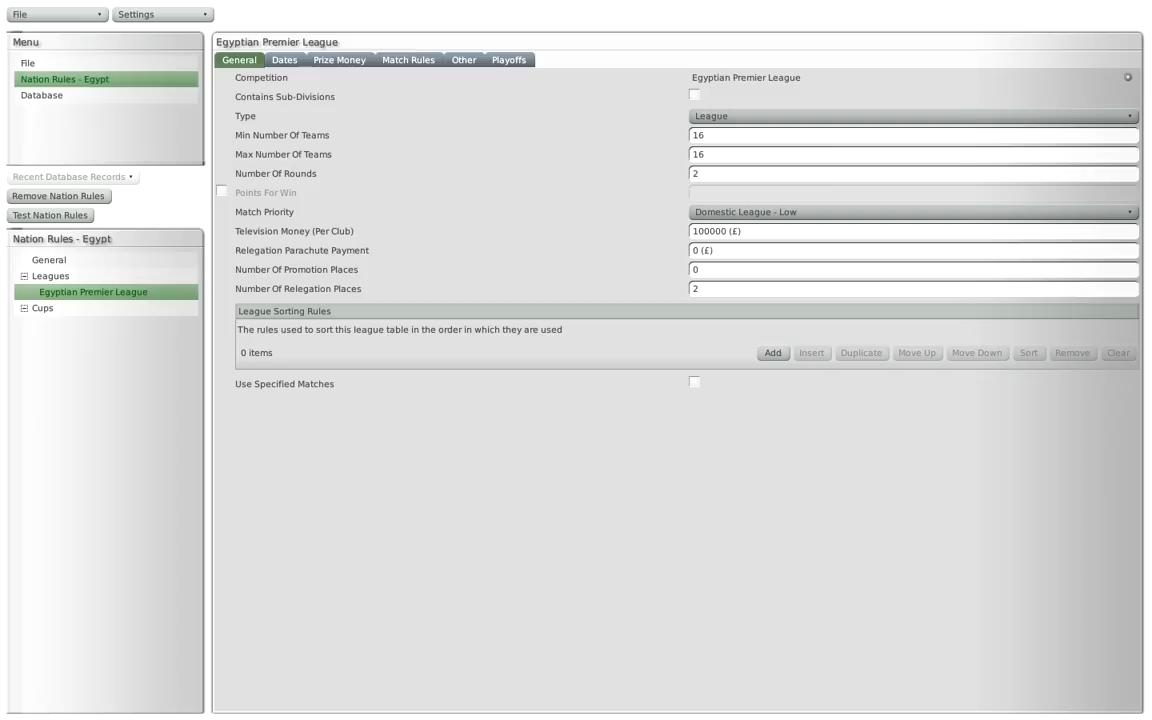 File Settings
Menu
File
Nation Rules - Egypt
Database
Recent Database Records
Remove Nation Rules
Test Nation Rules
Nation Rules - Egypt
General
Leagues
Egyptian Premier League
Cups
Egyptian Premier League
General Dates Prize Money Match Rules Other Playoffs
Competition Egyptian Premier League
Contains Sub-Divisions
Type League
Min Number Of Teams 16
Max Number Of Teams 16
Number Of Rounds 2
Points For Win
Match Priority Domestic League - Low
Television Money (Per Club) 100000 (£)
Relegation Parachute Payment 0 (£)
Number Of Promotion Places 0
Number Of Relegation Places 2
League Sorting Rules
The rules used to sort this league table in the order in which they are used
0 items Add Insert Duplicate Move Up Move Down Sort Remove Clear
Use Specified Matches